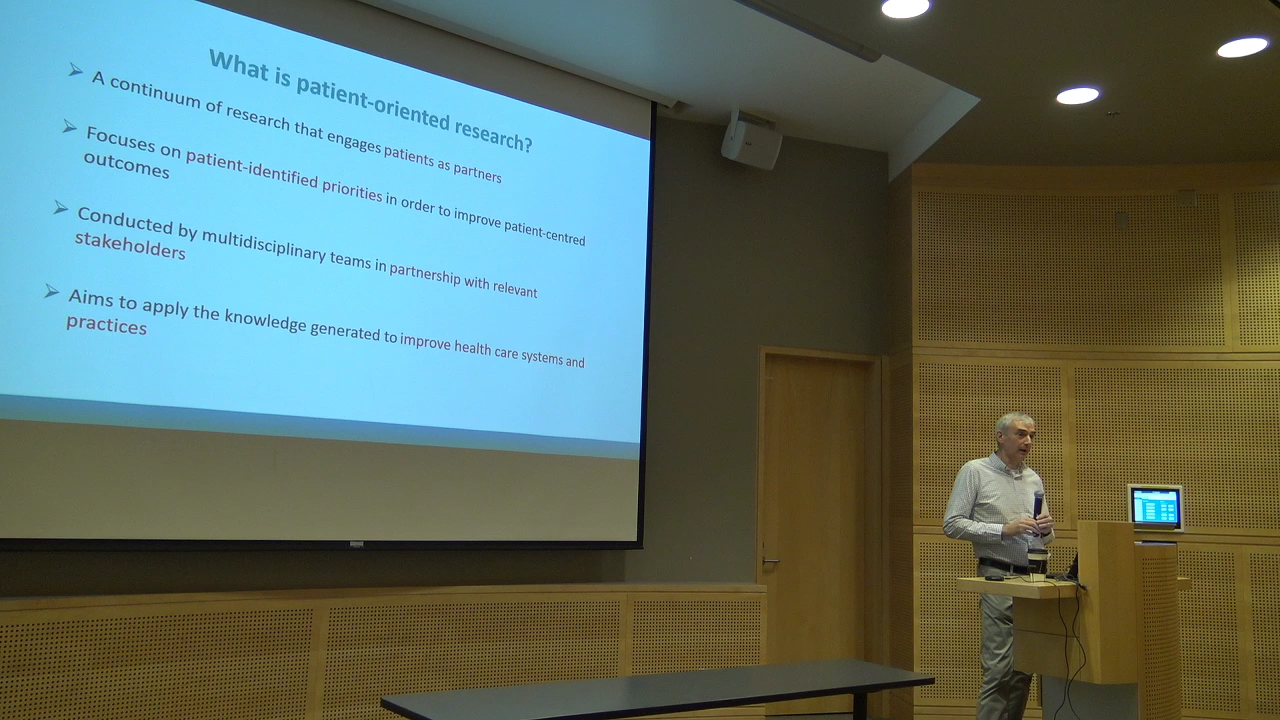 What is patient-oriented research?
A continuum of research that engages patients as partners
Focuses on patient-identified priorities in order to improve patient-centred
outcomes
Conducted by multidisciplinary teams in partnership with relevant
stakeholders
Aims to apply the knowledge generated to improve health care systems and
practices